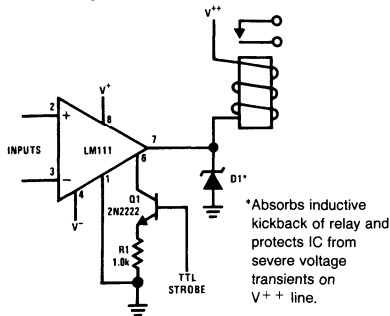 V++
V+
2
+
8
7
INPUTS
LM111
6
3
−
4
1
V−
Q1
2N2222
D1*
R1
1.0k
TTL
STROBE
*Absorbs inductive
kickback of relay and
protects IC from
severe voltage
transients on
V++ line.